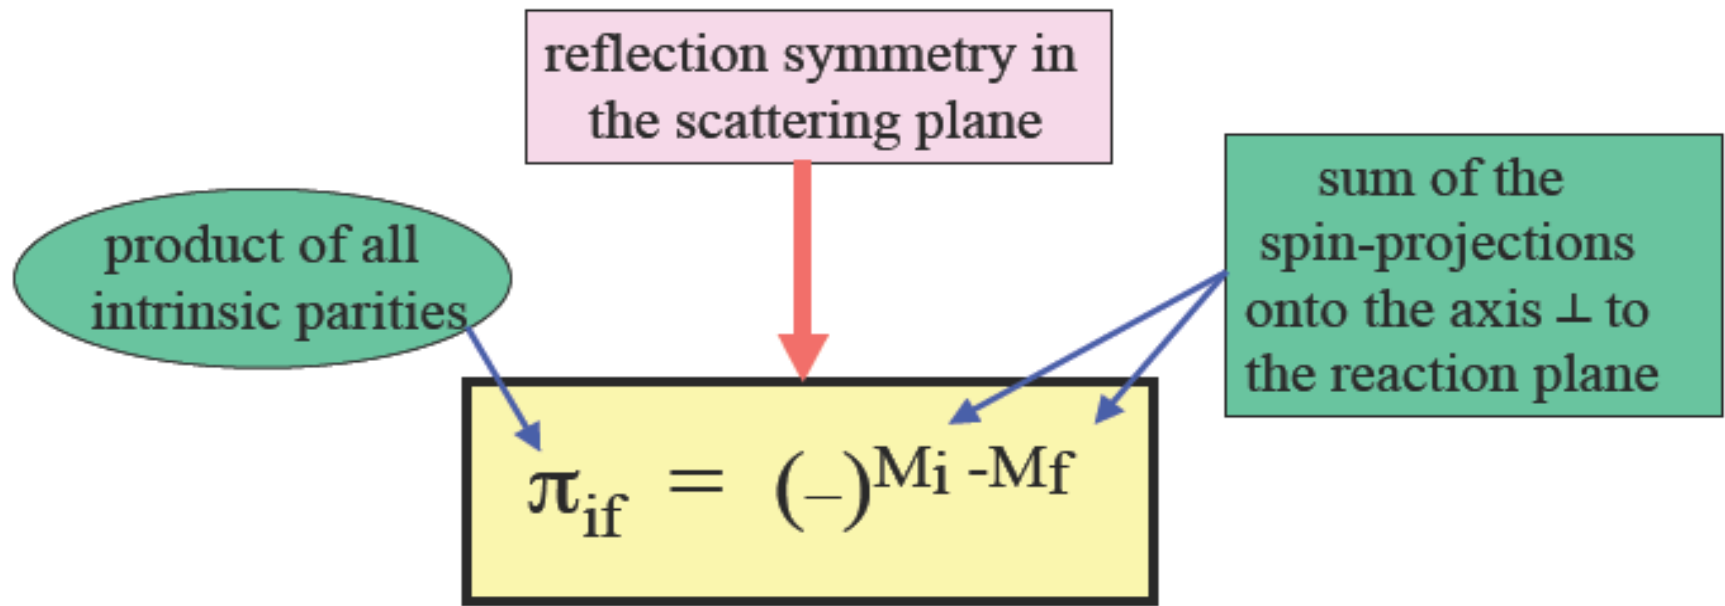 reflection symmetry in
the scattering plane
product of all
intrinsic parities
sum of the
spin-projections
onto the axis ⊥ to
the reaction plane
π_if = (–)^Mi -Mf